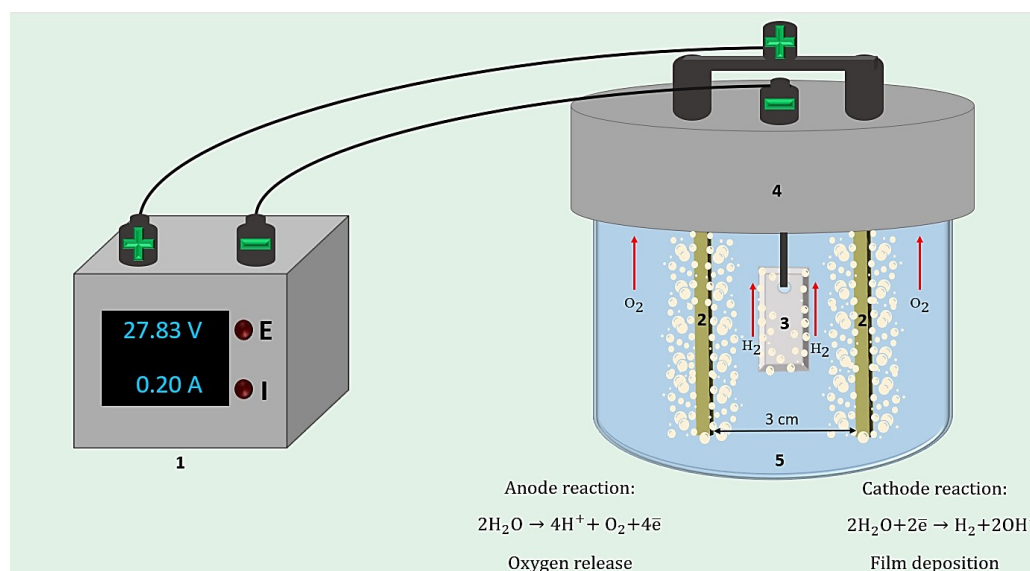 +
−
4
+
−
27.83 V
E
0.20 A
I
1
O₂
2
H₂
3
H₂
2
O₂
3 cm
5
Anode reaction:
2H₂O → 4H⁺ + O₂+4ē
Oxygen release
Cathode reaction:
2H₂O+2ē → H₂+2OH
Film deposition